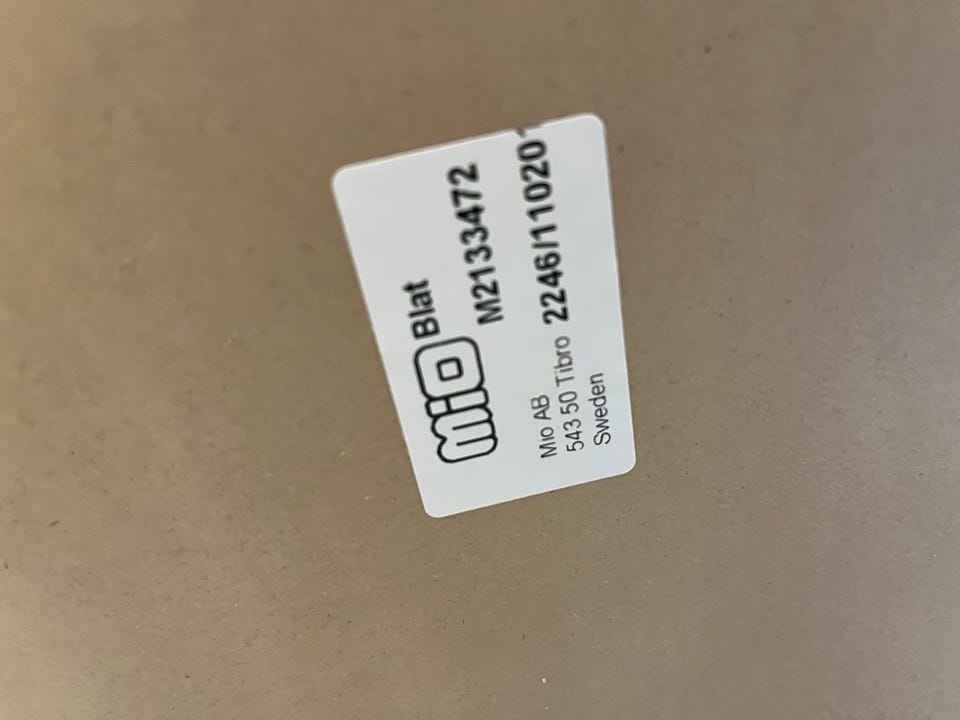 mio Blat
M2133472
Mio AB
543 50 Tibro 2246/11020
Sweden